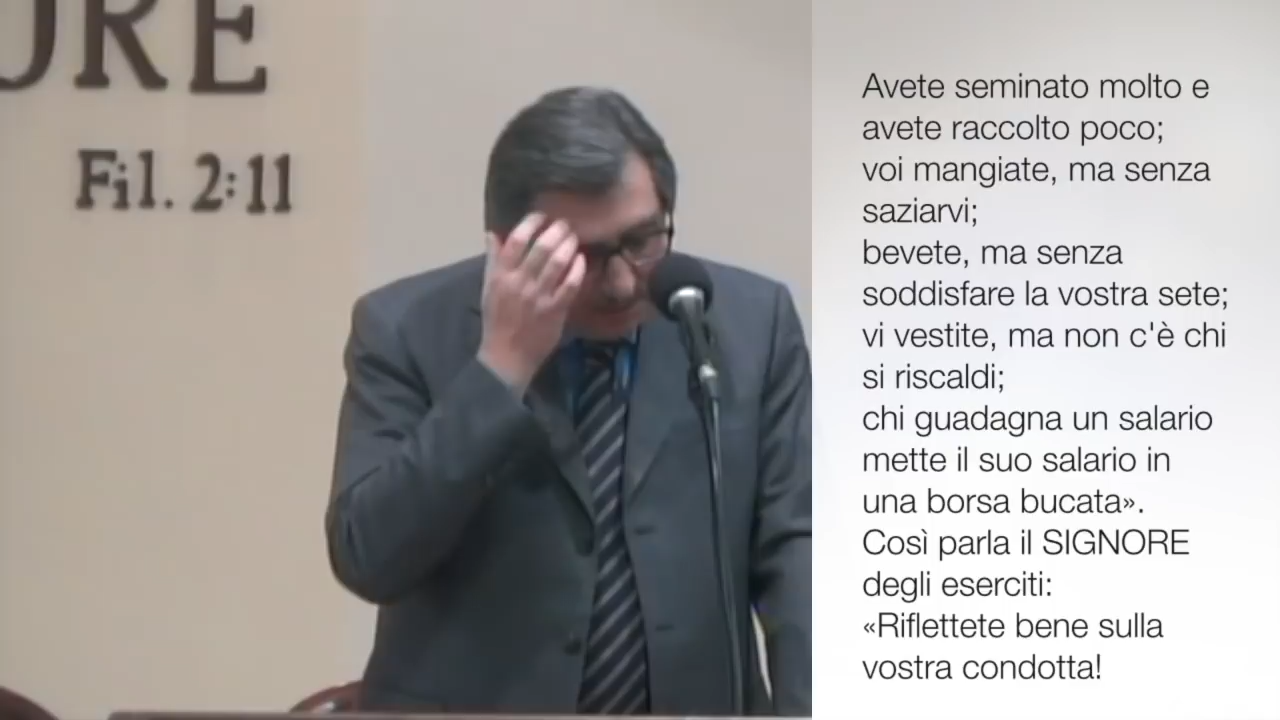 URE
Fil. 2:11
Avete seminato molto e
avete raccolto poco;
voi mangiate, ma senza
saziarvi;
bevete, ma senza
soddisfare la vostra sete;
vi vestite, ma non c'è chi
si riscaldi;
chi guadagna un salario
mette il suo salario in
una borsa bucata».
Così parla il SIGNORE
degli eserciti:
«Riflettete bene sulla
vostra condotta!